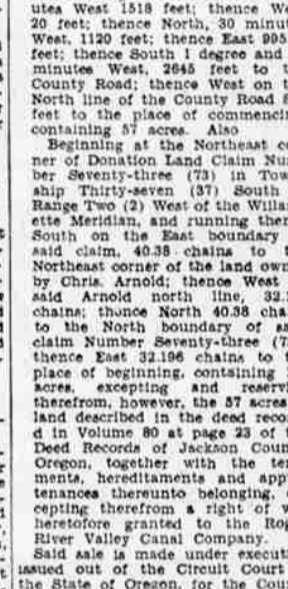 utes West 1518 feet; thence We
20 feet; thence North, 30 minut
West, 1120 feet; thence East 995
feet; thence South 1 degree and
minutes West, 2645 feet to t
County Road; thence West on t
North line of the County Road 8
feet to the place of commenci
containing 57 acres. Also
Beginning at the Northeast co
ner of Donation Land Claim Nu
ber Seventy-three (73) in Tow
ship Thirty-seven (37) South
Range Two (2) West of the Willa
ette Meridian, and running then
South on the East boundary
said claim, 40.38 chains to t
Northeast corner of the land own
by Chris. Arnold; thence West
said Arnold north line, 32.1
chains; thence North 40.38 cha
to the North boundary of sa
claim Number Seventy-three (7
thence East 32.196 chains to t
place of beginning, containing 1
acres, excepting and reservi
therefrom, however, the 57 acres
land described in the deed recor
d in Volume 80 at page 23 of t
Deed Records of Jackson Coun
Oregon, together with the ten
ments, hereditaments and appu
tenances thereunto belonging, e
cepting therefrom a right of w
heretofore granted to the Rog
River Valley Canal Company.
Said sale is made under executi
issued out of the Circuit Court
the State of Oregon, for the Coun